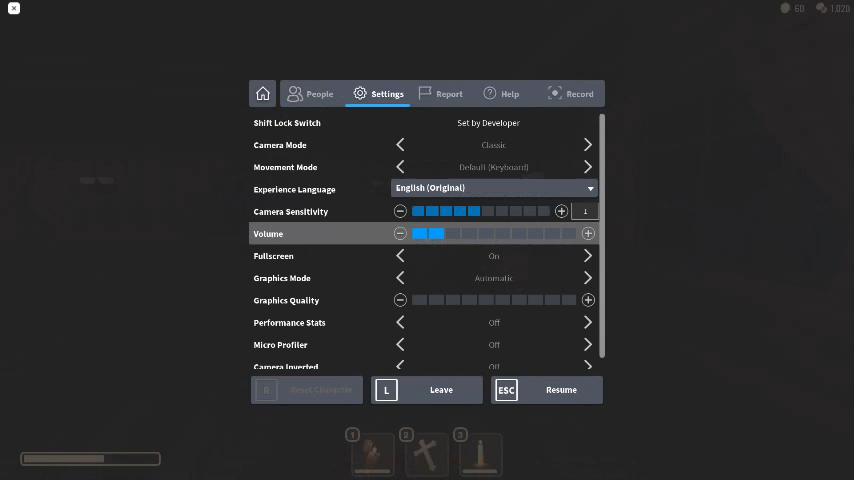 60 1,020
People Settings Report Help Record
Shift Lock Switch Set by Developer
Camera Mode Classic
Movement Mode Default (Keyboard)
Experience Language English (Original)
Camera Sensitivity 1
Volume
Fullscreen On
Graphics Mode Automatic
Graphics Quality
Performance Stats Off
Micro Profiler Off
Camera Inverted Off
R Reset Character L Leave ESC Resume
1 2 3